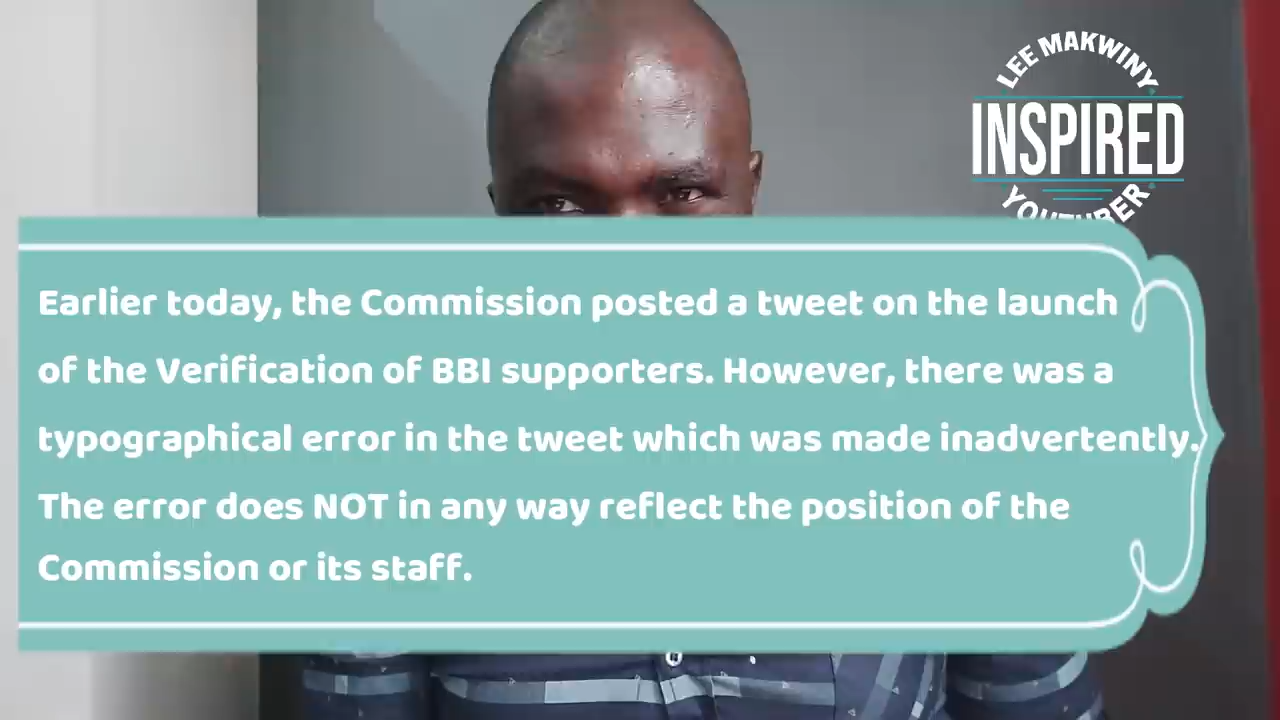 LEE MAKWINY
INSPIRED
YOUTUBER
Earlier today, the Commission posted a tweet on the launch
of the Verification of BBI supporters. However, there was a
typographical error in the tweet which was made inadvertently.
The error does NOT in any way reflect the position of the
Commission or its staff.